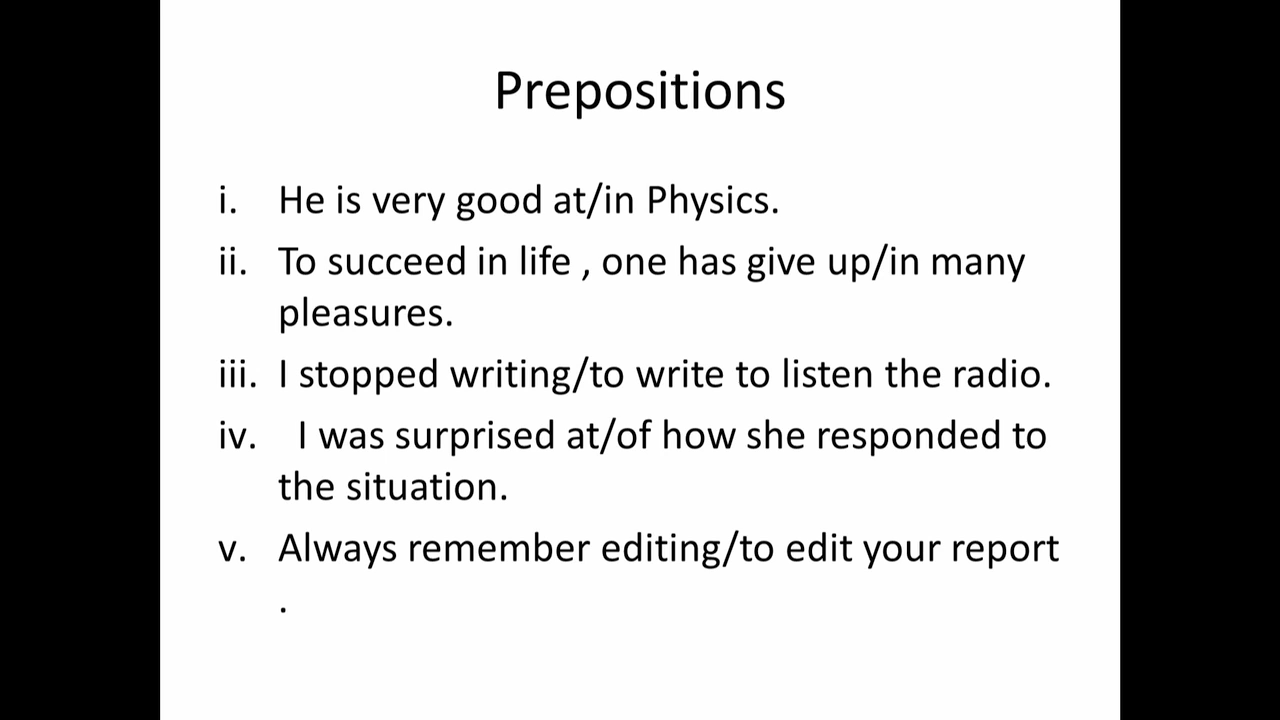 Prepositions
i. He is very good at/in Physics.
ii. To succeed in life , one has give up/in many
pleasures.
iii. I stopped writing/to write to listen the radio.
iv. I was surprised at/of how she responded to
the situation.
v. Always remember editing/to edit your report
.